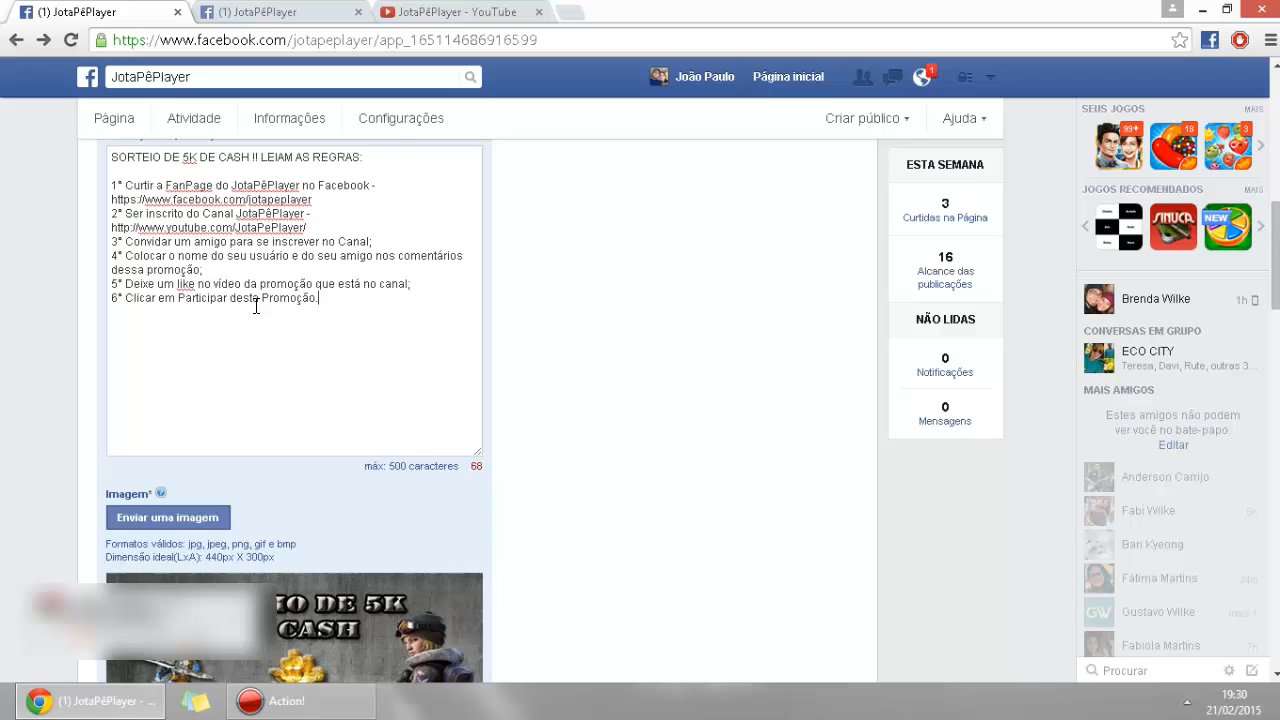 (1) JotaPêPlayer
(1) JotaPêPlayer
JotaPêPlayer - YouTube
https://www.facebook.com/jotapeplayer/app_165114686916599
JotaPêPlayer
João Paulo
Página inicial
1
Página
Atividade
Informações
Configurações
Criar público
Ajuda
SORTEIO DE 5K DE CASH !! LEIAM AS REGRAS:
1° Curtir a FanPage do JotaPêPlayer no Facebook -
https://www.facebook.com/jotapeplayer
2° Ser inscrito do Canal JotaPêPlayer -
http://www.youtube.com/JotaPePlayer/
3° Convidar um amigo para se inscrever no Canal;
4° Colocar o nome do seu usuário e do seu amigo nos comentários
dessa promoção;
5° Deixe um like no vídeo da promoção que está no canal;
6° Clicar em Participar desta Promoção.
máx: 500 caracteres 68
Imagem*
Enviar uma imagem
Formatos válidos: jpg, jpeg, png, gif e bmp
Dimensão ideal(LxA): 440px X 300px
IO DE 5K
CASH
ESTA SEMANA
3
Curtidas na Página
16
Alcance das
publicações
NÃO LIDAS
0
Notificações
0
Mensagens
SEUS JOGOS
MAIS
99+
18
3
JOGOS RECOMENDADOS
MAIS
SINUCA
NEW
Brenda Wilke
1h
CONVERSAS EM GRUPO
ECO CITY
Teresa, Davi, Rute, outras 3...
MAIS AMIGOS
Estes amigos não podem
ver você no bate-papo.
Editar
Anderson Carrijo
Fabi Wilke
Ban Kyeong
Fátima Martins
GW
Gustavo Wilke
Fabíola Martins
Procurar
(1) JotaPêPlayer - ...
Action!
19:30
21/02/2015